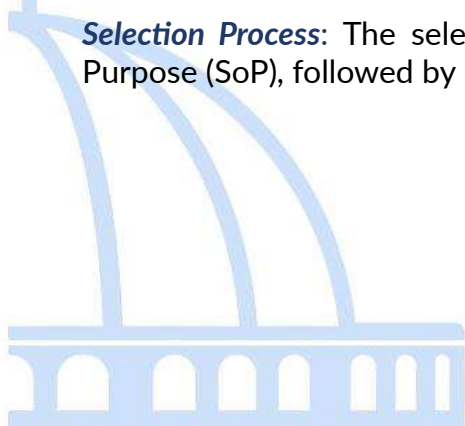 Selection Process: The sele
Purpose (SoP), followed by